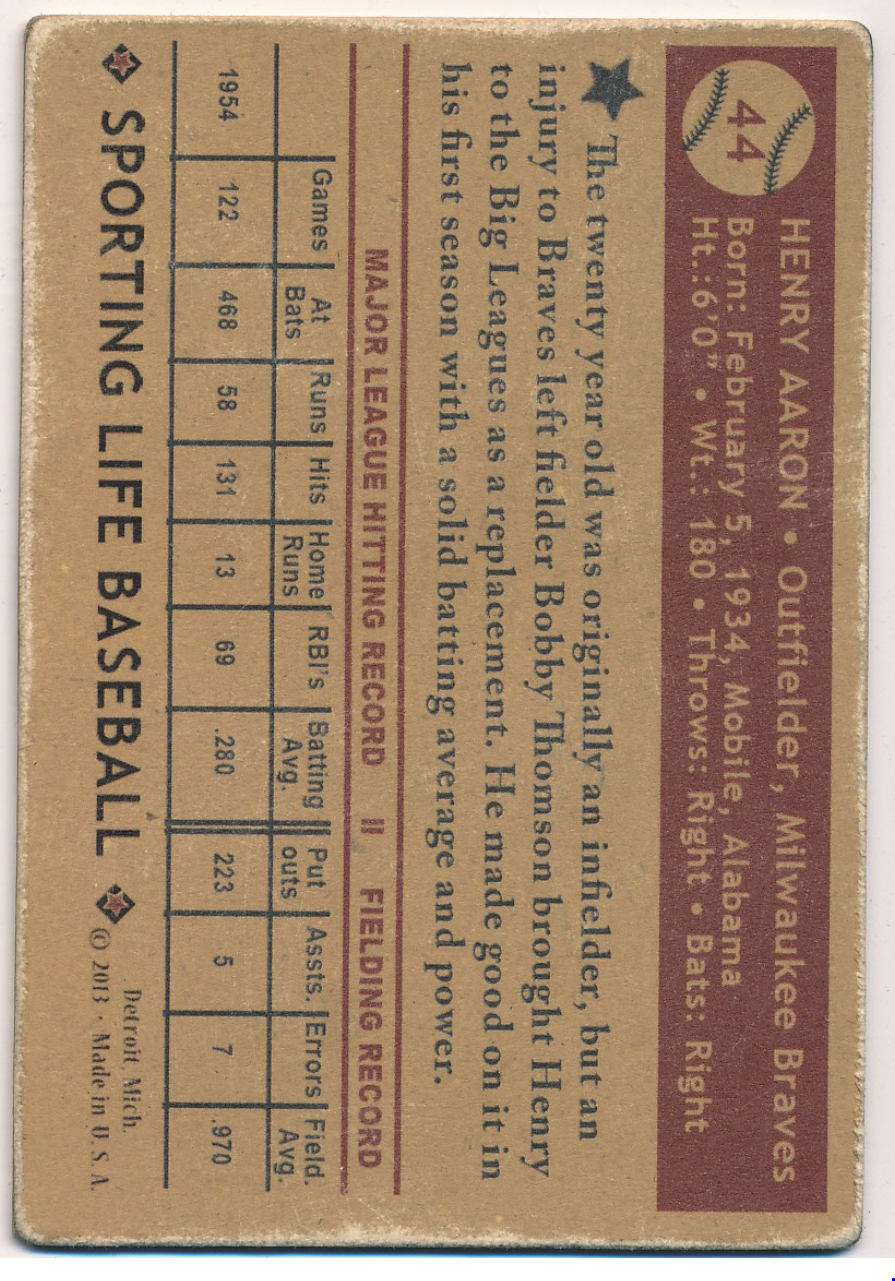 44
HENRY AARON • Outfielder, Milwaukee Braves
Born: February 5, 1934, Mobile, Alabama
Ht.:6'0" • Wt.: 180 • Throws: Right • Bats: Right
The twenty year old was originally an infielder, but an
injury to Braves left fielder Bobby Thomson brought Henry
to the Big Leagues as a replacement. He made good on it in
his first season with a solid batting average and power.
MAJOR LEAGUE HITTING RECORD II FIELDING RECORD
Games At Bats Runs Hits Home Runs RBI's Batting Avg. Put outs Assts. Errors Field. Avg.
1954 122 468 58 131 13 69 .280 223 5 7 .970
SPORTING LIFE BASEBALL
Detroit, Mich.
© 2013 · Made in U.S.A.